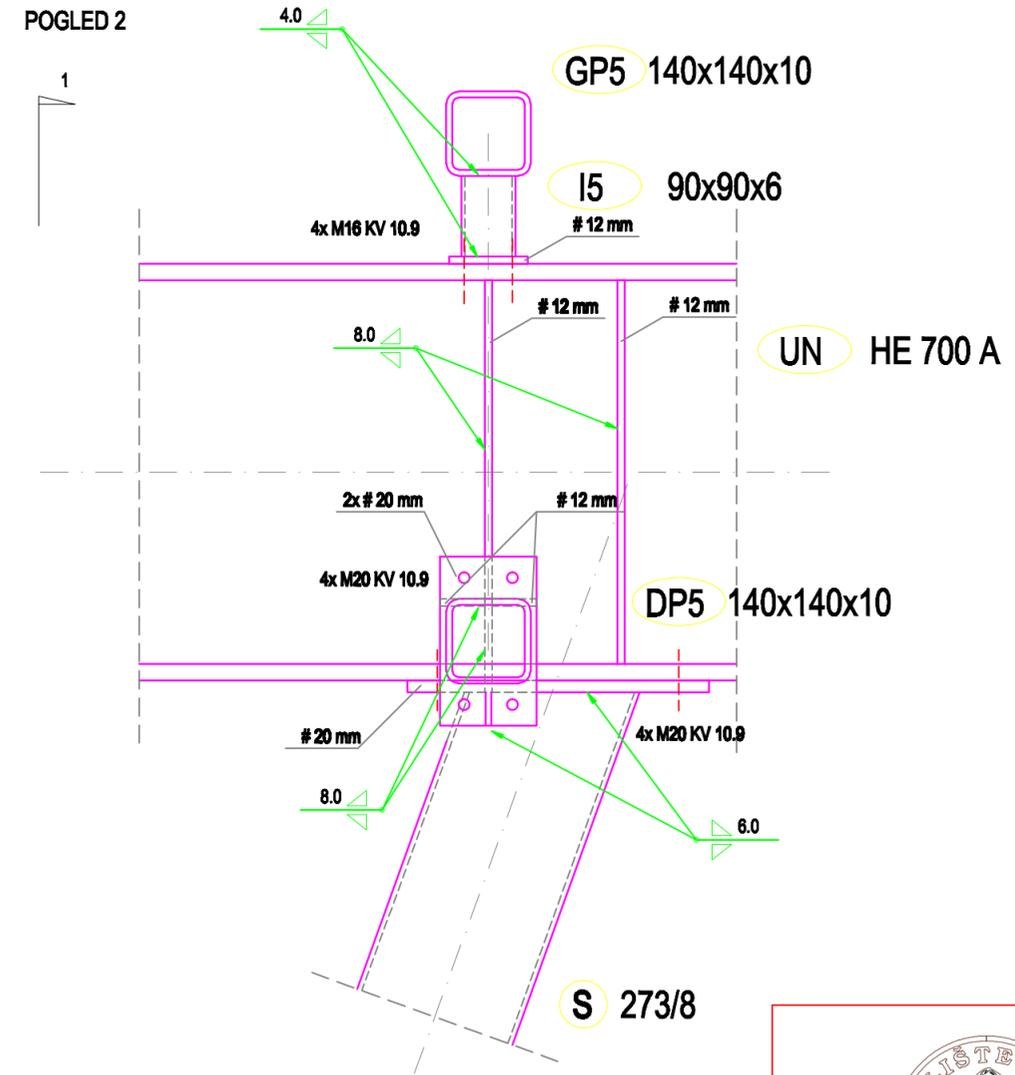 POGLED 2
4.0
GP5 140x140x10
1
I5 90x90x6
4x M16 KV 10.9
# 12 mm
# 12 mm
# 12 mm
8.0
UN HE 700 A
2x # 20 mm
# 12 mm
4x M20 KV 10.9
DP5 140x140x10
# 20 mm
4x M20 KV 10.9
8.0
6.0
S 273/8
LIŠTE